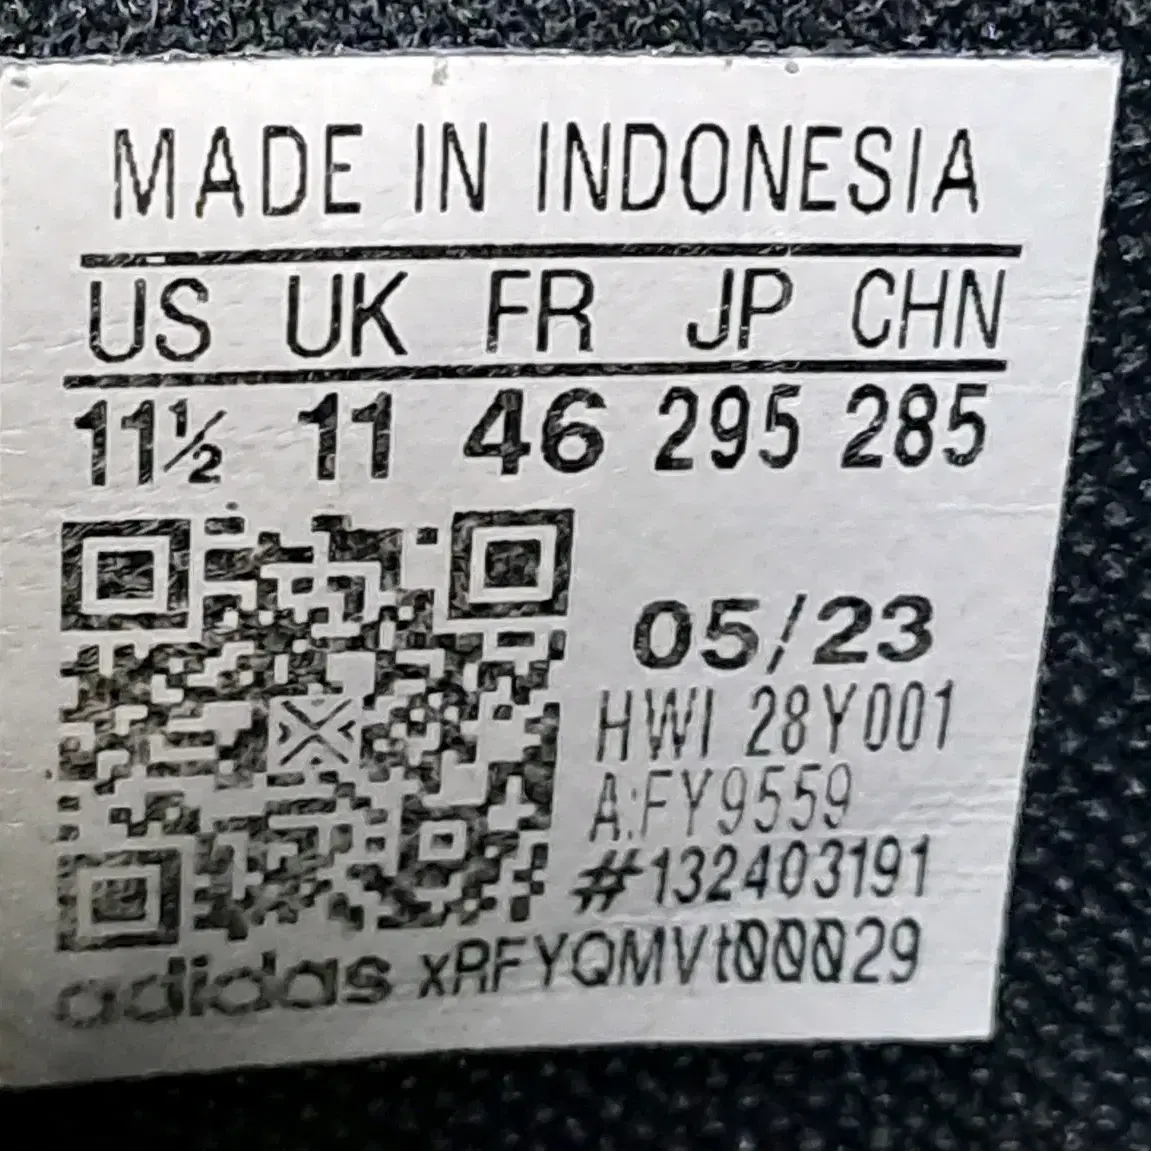 MADE IN INDONESIA
US UK FR JP CHN
11½ 11 46 295 285
05/23
HWI 28Y001
A:FY9559
#132403191
adidas xRFYQMVt000029